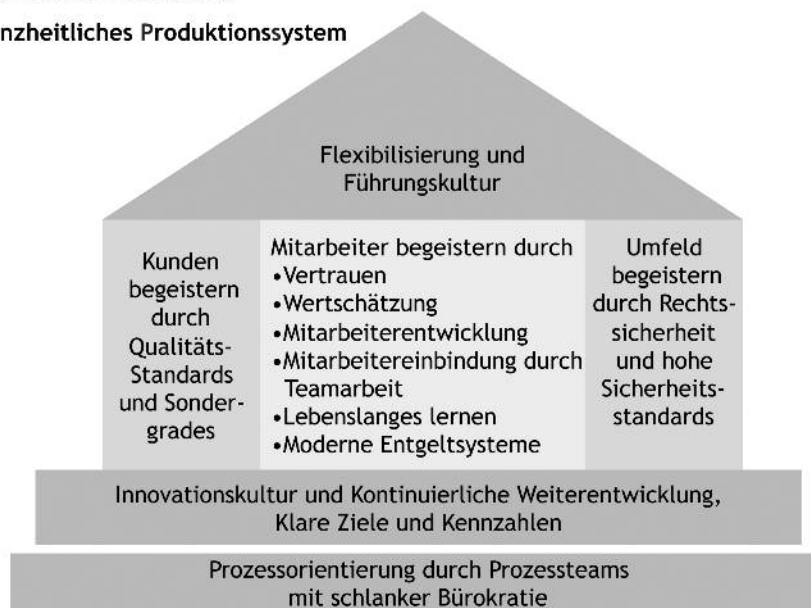 nzheitliches Produktionssystem
Flexibilisierung und
Führungskultur
Kunden
begeistern
durch
Qualitäts-
Standards
und Sonder-
grades
Mitarbeiter begeistern durch
•Vertrauen
•Wertschätzung
•Mitarbeiterentwicklung
•Mitarbeitereinbindung durch
Teamarbeit
•Lebenslanges lernen
•Moderne Entgeltsysteme
Umfeld
begeistern
durch Rechts-
sicherheit
und hohe
Sicherheits-
standards
Innovationskultur und Kontinuierliche Weiterentwicklung,
Klare Ziele und Kennzahlen
Prozessorientierung durch Prozessteams
mit schlanker Bürokratie